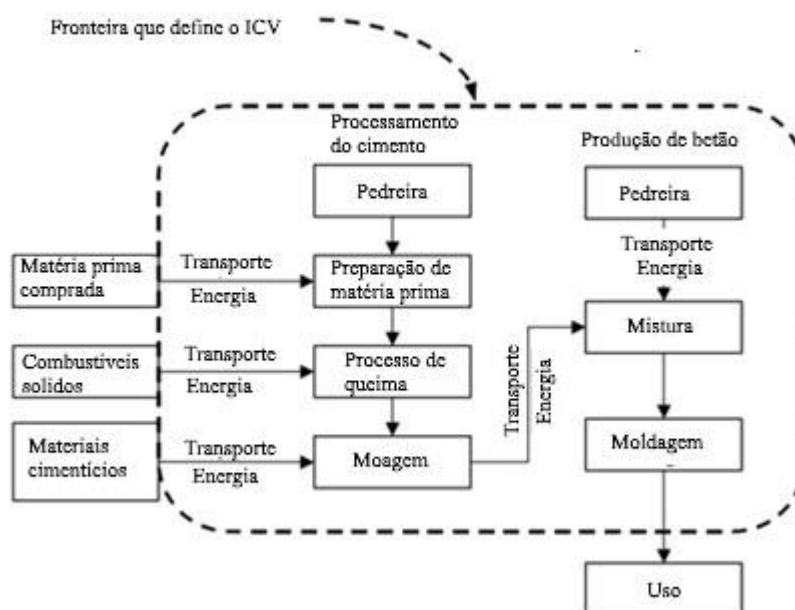 Fronteira que define o ICV
Processamento
do cimento
Produção de betão
Pedreira
Pedreira
Transporte
Energia
Matéria prima
comprada
Transporte
Energia
Preparação de
matéria prima
Mistura
Combustíveis
solidos
Transporte
Energia
Processo de
queima
Transporte
Energia
Materiais
cimentícios
Transporte
Energia
Moagem
Moldagem
Uso